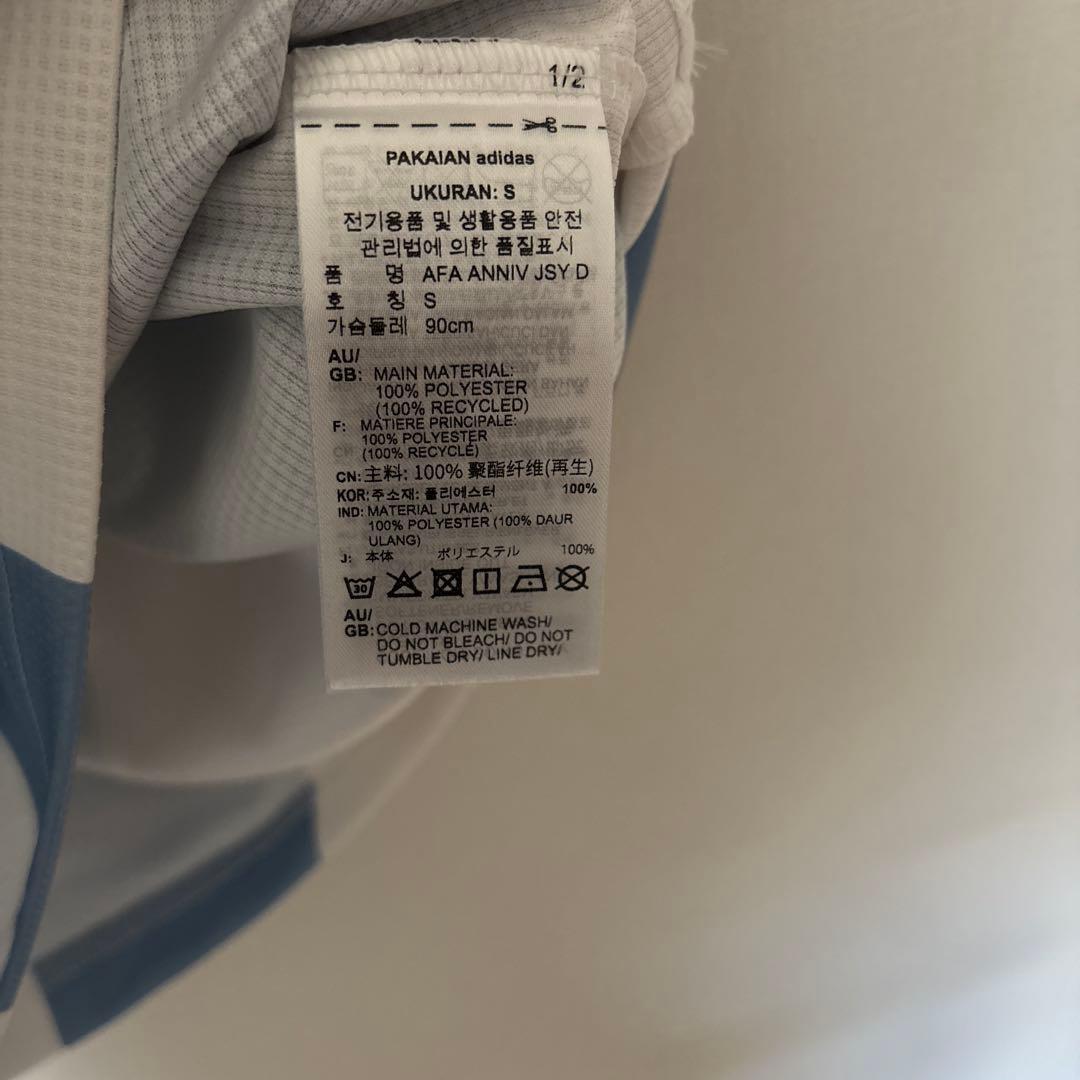 1/2
PAKAIAN adidas
UKURAN: S
전기용품 및 생활용품 안전
관리법에 의한 품질표시
품 명 AFA ANNIV JSY D
호 칭 S
가슴둘레 90cm
AU/
GB: MAIN MATERIAL:
100% POLYESTER
(100% RECYCLED)
F: MATIERE PRINCIPALE:
100% POLYESTER
(100% RECYCLÉ)
CN: 主料: 100% 聚酯纤维(再生)
KOR: 주소재: 폴리에스터 100%
IND: MATERIAL UTAMA:
100% POLYESTER (100% DAUR
ULANG)
J: 本体 ポリエステル 100%
30
AU/
GB: COLD MACHINE WASH/
DO NOT BLEACH/ DO NOT
TUMBLE DRY/ LINE DRY/